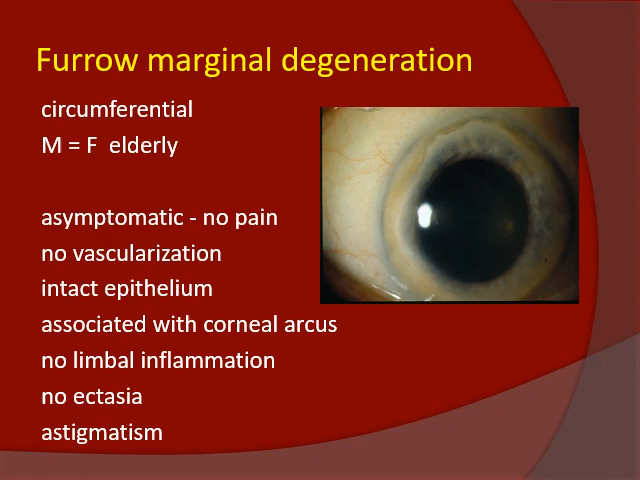 Furrow marginal degeneration
circumferential
M = F  elderly
asymptomatic - no pain
no vascularization
intact epithelium
associated with corneal arcus
no limbal inflammation
no ectasia
astigmatism